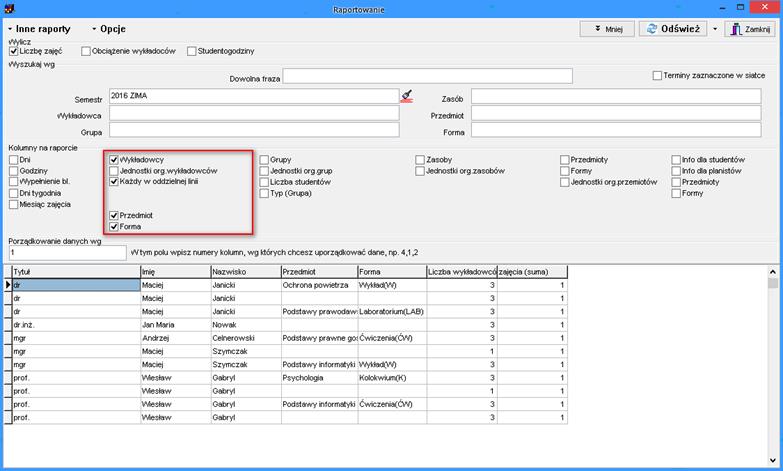 Raportowanie
Inne raporty Opcje Mniej Odśwież Zamknij
Wylicz
Liczbę zajęć Obciążenie wykładoców Studentogodziny
Wyszukaj wg
Dowolna fraza Terminy zaznaczone w siatce
Semestr 2016 ZIMA Zasób
Wykładowca Przedmiot
Grupa Forma
Kolumny na raporcie
Dni Wykładowcy Grupy Zasoby Przedmioty Info dla studentów
Godziny Jednostki org.wykładowców Jednostki org.grup Jednostki org.zasobów Formy Info dla planistów
Wypełnienie bl. Każdy w oddzielnej linii Liczba studentów Jednostki org.przemiotów Przedmioty
Dni tygodnia Typ (Grupa) Formy
Miesiąc zajęcia
Przedmiot
Forma
Porządkowanie danych wg
1 W tym polu wpisz numery kolumn, wg których chcesz uporządkować dane, np. 4,1,2
Tytuł Imię Nazwisko Przedmiot Forma Liczba wykładowcó zajęcia (suma)
dr Maciej Janicki Ochrona powietrza Wykład(W) 3 1
dr Maciej Janicki 3 1
dr Maciej Janicki Podstawy prawodaw Laboratorium(LAB) 3 1
dr.inż. Jan Maria Nowak 3 1
mgr Andrzej Celnerowski Podstawy prawne gos Ćwiczenia(ĆW) 3 1
mgr Maciej Szymczak 1 1
mgr Maciej Szymczak Podstawy informatyki Wykład(W) 3 1
prof. Wiesław Gabryl Psychologia Kolokwium(K) 3 1
prof. Wiesław Gabryl 1 1
prof. Wiesław Gabryl Podstawy informatyki Ćwiczenia(ĆW) 3 1
prof. Wiesław Gabryl 3 1